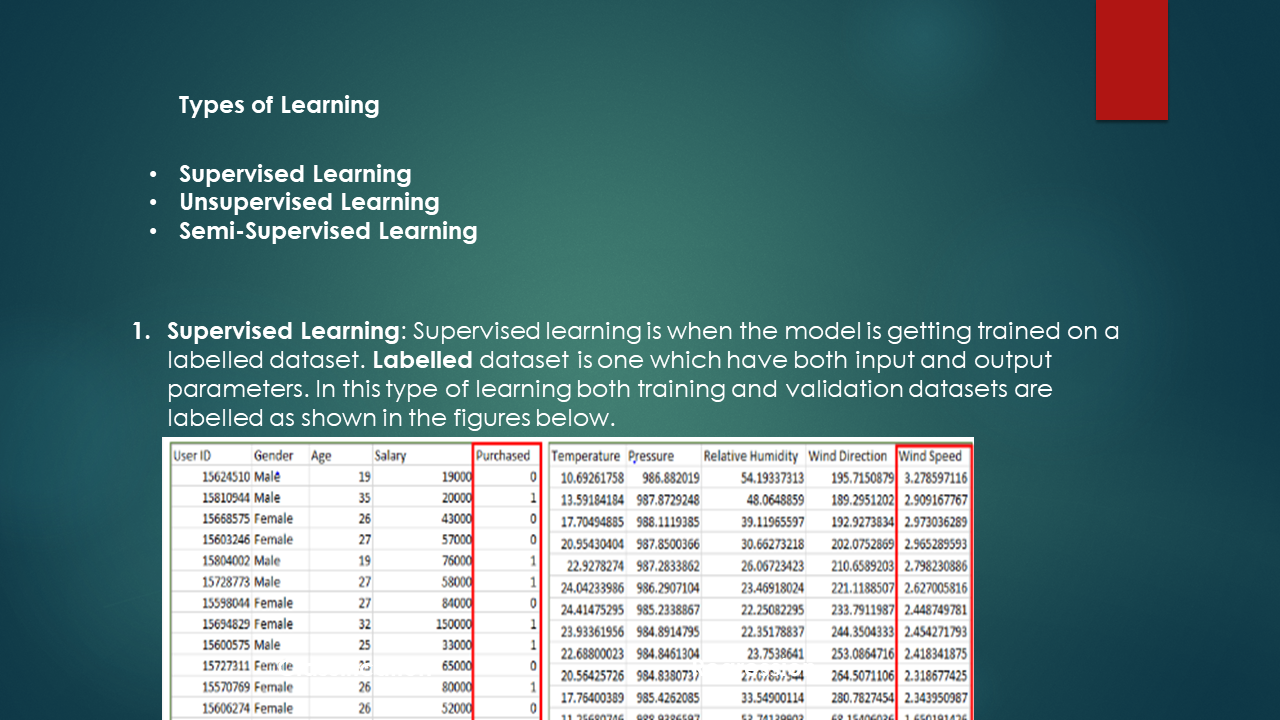 Types of Learning
• Supervised Learning
• Unsupervised Learning
• Semi-Supervised Learning
1. Supervised Learning: Supervised learning is when the model is getting trained on a
labelled dataset. Labelled dataset is one which have both input and output
parameters. In this type of learning both training and validation datasets are
labelled as shown in the figures below.
User ID Gender Age Salary Purchased
15624510 Male 19 19000 0
15810944 Male 35 20000 1
15668575 Female 26 43000 0
15603246 Female 27 57000 0
15804002 Male 19 76000 1
15728773 Male 27 58000 1
15598044 Female 27 84000 0
15694829 Female 32 150000 1
15600575 Male 25 33000 1
15727311 Female 65000 0
15570769 Female 26 80000 1
15606274 Female 26 52000 0
Temperature Pressure Relative Humidity Wind Direction Wind Speed
10.69261758 986.882019 54.19337313 195.7150879 3.278597116
13.59184184 987.8729248 48.0648859 189.2951202 2.909167767
17.70494885 988.1119385 39.11965597 192.9273834 2.973036289
20.95430404 987.8500366 30.66273218 202.0752869 2.965289593
22.9278274 987.2833862 26.06723423 210.6589203 2.798230886
24.04233986 986.2907104 23.46918024 221.1188507 2.627005816
24.41475295 985.2338867 22.25082295 233.7911987 2.448749781
23.93361956 984.8914795 22.35178837 244.3504333 2.454271793
22.68800023 984.8461304 23.7538641 253.0864716 2.418341875
20.56425726 984.8380737 264.5071106 2.318677425
17.76400389 985.4262085 33.54900114 280.7827454 2.343950987